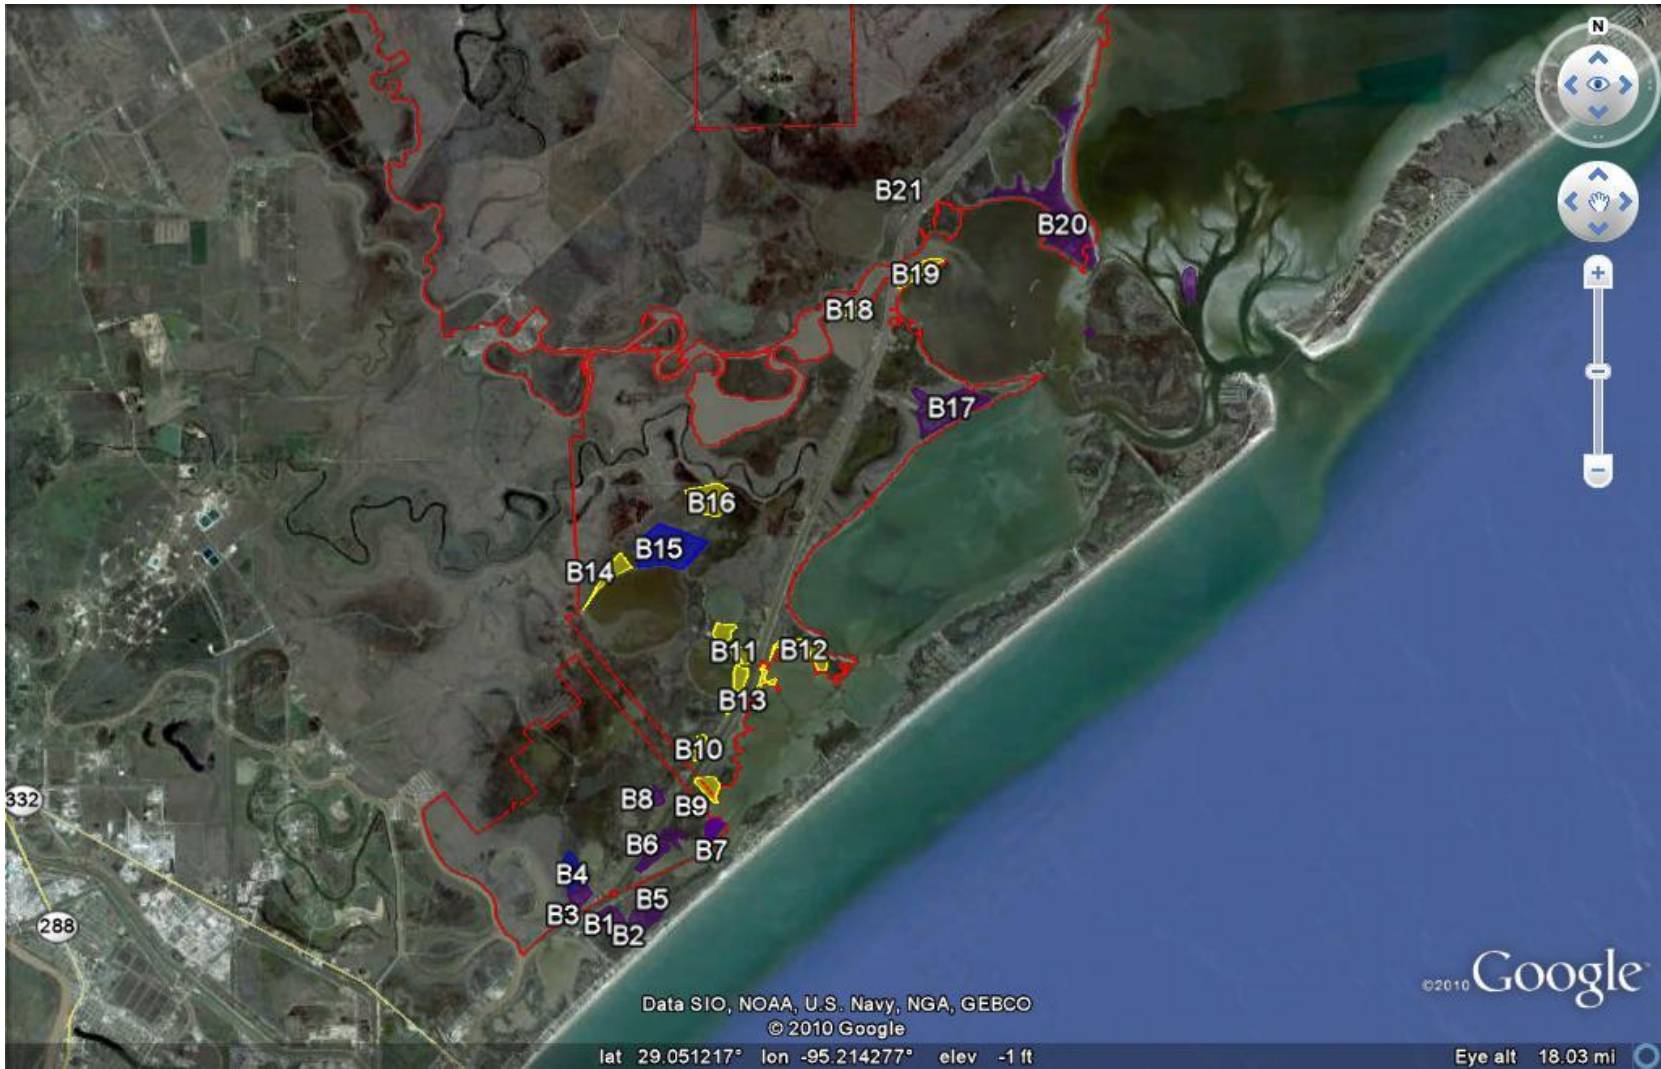 N
B21
B20
B19
B18
B17
B16
B15
B14
B11
B12
B13
B10
B8
B9
332
B6
B7
B4
B5
B3
B1
B2
288
©2010 Google
Data SIO, NOAA, U.S. Navy, NGA, GEBCO
© 2010 Google
lat 29.051217° lon -95.214277° elev -1 ft
Eye alt 18.03 mi